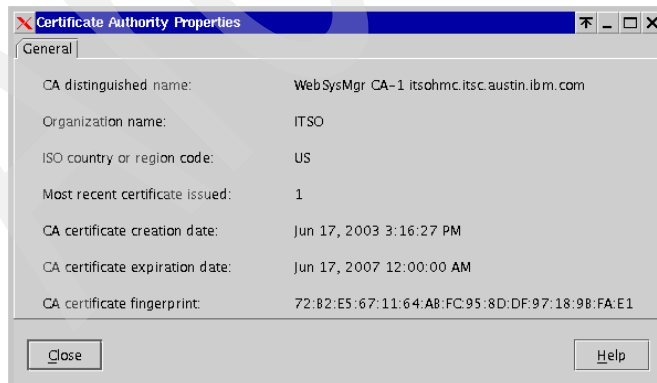 Certificate Authority Properties
General
CA distinguished name: WebSysMgr CA-1 itsohmc.itsc.austin.ibm.com
Organization name: ITSO
ISO country or region code: US
Most recent certificate issued: 1
CA certificate creation date: Jun 17, 2003 3:16:27 PM
CA certificate expiration date: Jun 17, 2007 12:00:00 AM
CA certificate fingerprint: 72:B2:E5:67:11:64:AB:FC:95:8D:DF:97:18:9B:FA:E1
Close Help